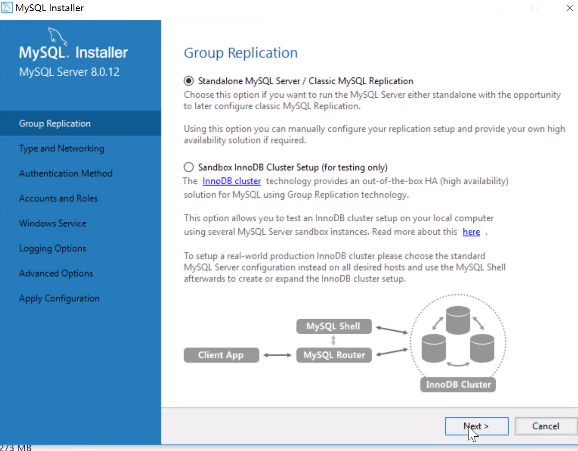 MySQL Installer
MySQL. Installer
MySQL Server 8.0.12
Group Replication
Type and Networking
Authentication Method
Accounts and Roles
Windows Service
Logging Options
Advanced Options
Apply Configuration
Group Replication
Standalone MySQL Server / Classic MySQL Replication
Choose this option if you want to run the MySQL Server either standalone with the opportunity
to later configure classic MySQL Replication.
Using this option you can manually configure your replication setup and provide your own high
availability solution if required.
Sandbox InnoDB Cluster Setup (for testing only)
The InnoDB cluster technology provides an out-of-the-box HA (high availability)
solution for MySQL using Group Replication technology.
This option allows you to test an InnoDB cluster setup on your local computer
using several MySQL Server sandbox instances. Read more about this here .
To setup a real-world production InnoDB cluster please choose the standard
MySQL Server configuration instead on all desired hosts and use the MySQL Shell
afterwards to create or expand the InnoDB cluster setup.
MySQL Shell
Client App
MySQL Router
InnoDB Cluster
Next >
Cancel
273 MB